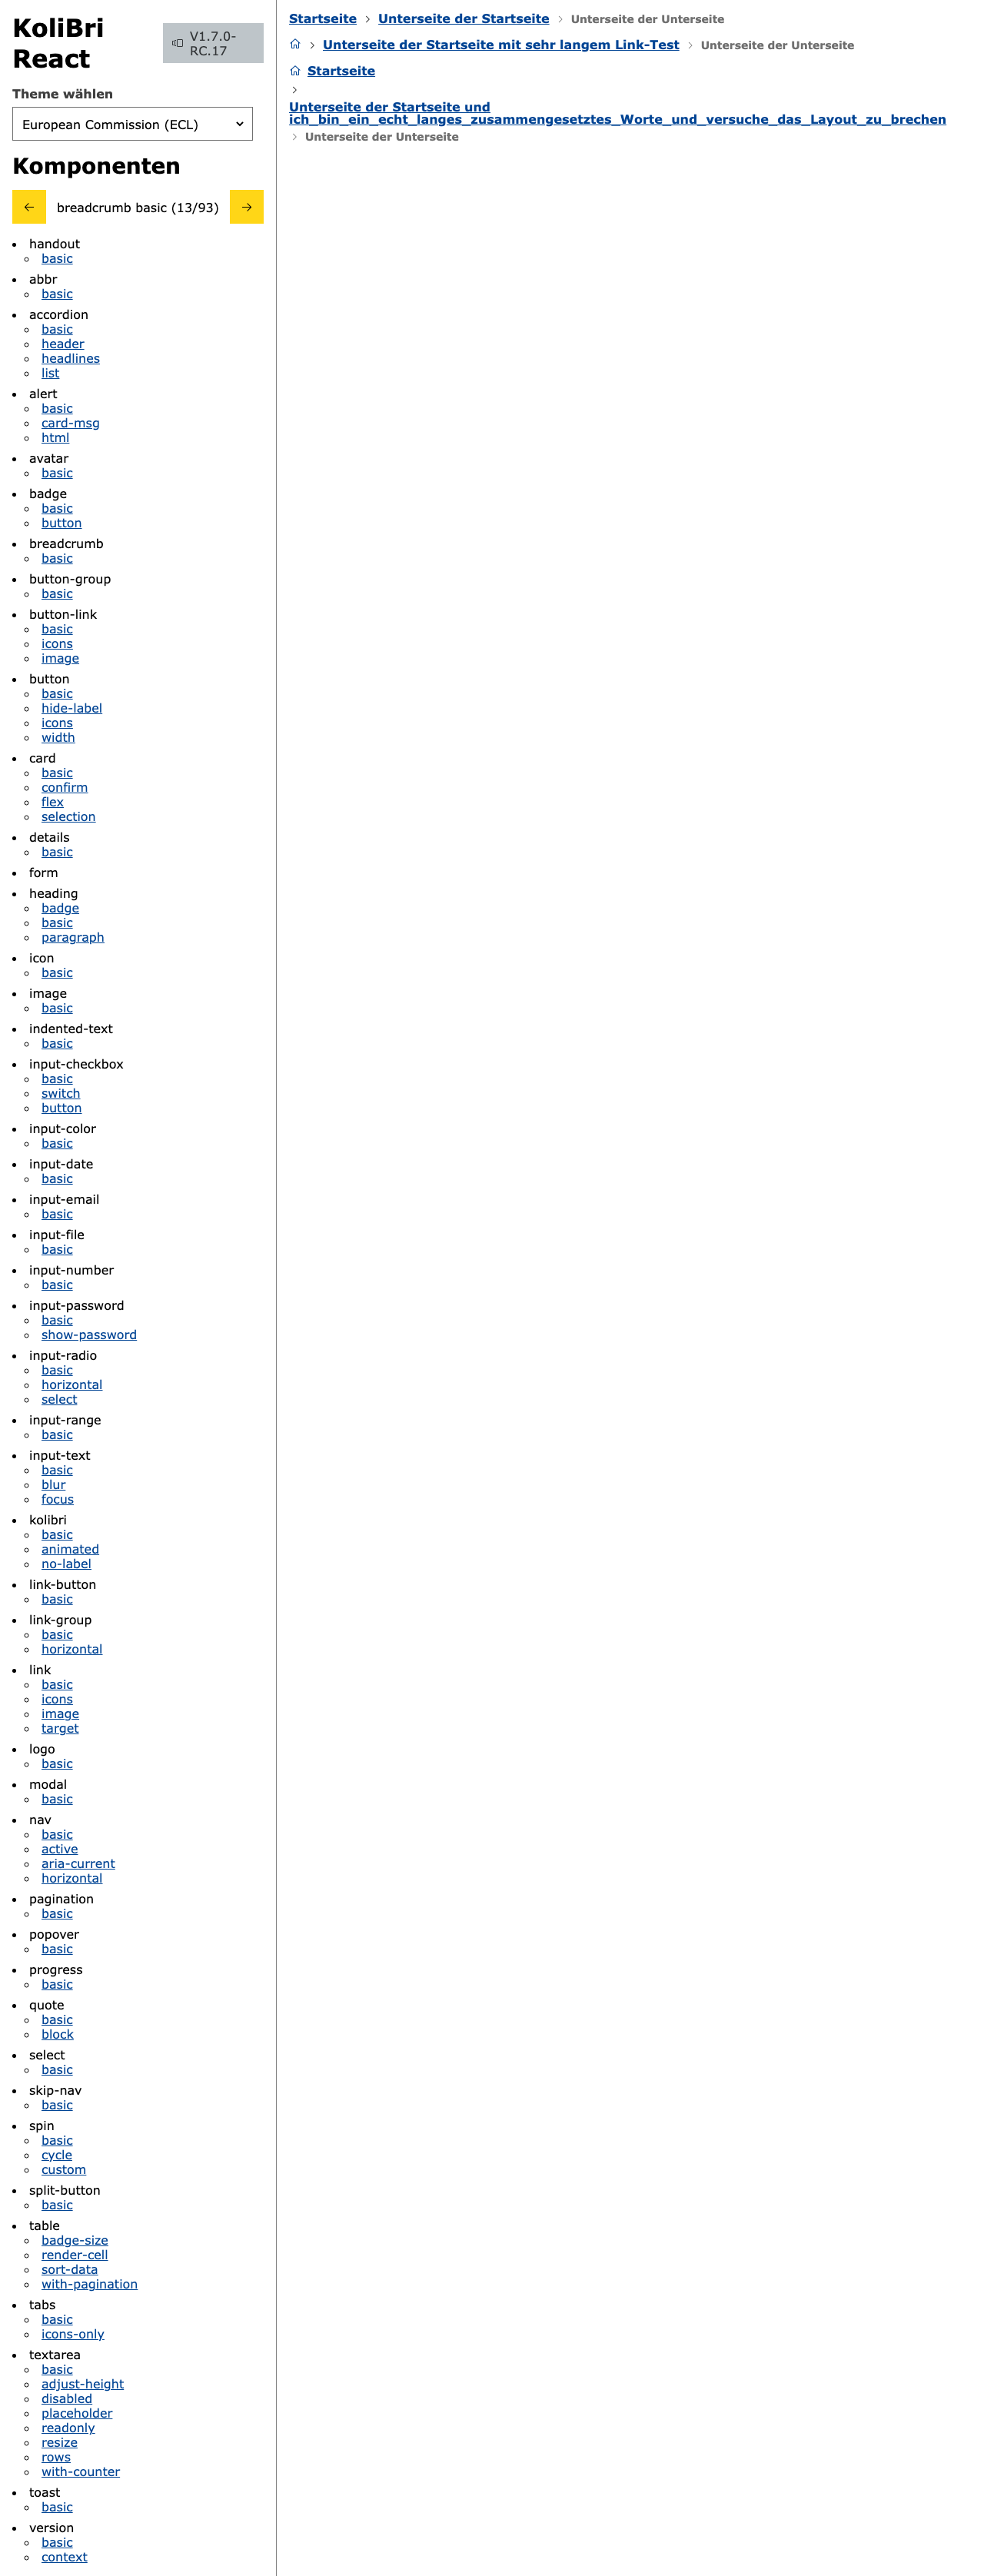 KoliBri
React
V1.7.0-
RC.17
Theme wählen
European Commission (ECL)
Komponenten
breadcrumb basic (13/93)
handout
basic
abbr
basic
accordion
basic
header
headlines
list
alert
basic
card-msg
html
avatar
basic
badge
basic
button
breadcrumb
basic
button-group
basic
button-link
basic
icons
image
button
basic
hide-label
icons
width
card
basic
confirm
flex
selection
details
basic
form
heading
badge
basic
paragraph
icon
basic
image
basic
indented-text
basic
input-checkbox
basic
switch
button
input-color
basic
input-date
basic
input-email
basic
input-file
basic
input-number
basic
input-password
basic
show-password
input-radio
basic
horizontal
select
input-range
basic
input-text
basic
blur
focus
kolibri
basic
animated
no-label
link-button
basic
link-group
basic
horizontal
link
basic
icons
image
target
logo
basic
modal
basic
nav
basic
active
aria-current
horizontal
pagination
basic
popover
basic
progress
basic
quote
basic
block
select
basic
skip-nav
basic
spin
basic
cycle
custom
split-button
basic
table
badge-size
render-cell
sort-data
with-pagination
tabs
basic
icons-only
textarea
basic
adjust-height
disabled
placeholder
readonly
resize
rows
with-counter
toast
basic
version
basic
context
Startseite Unterseite der Startseite Unterseite der Unterseite
Unterseite der Startseite mit sehr langem Link-Test Unterseite der Unterseite
Startseite
Unterseite der Startseite und
ich_bin_ein_echt_langes_zusammengesetztes_Worte_und_versuche_das_Layout_zu_brechen
Unterseite der Unterseite